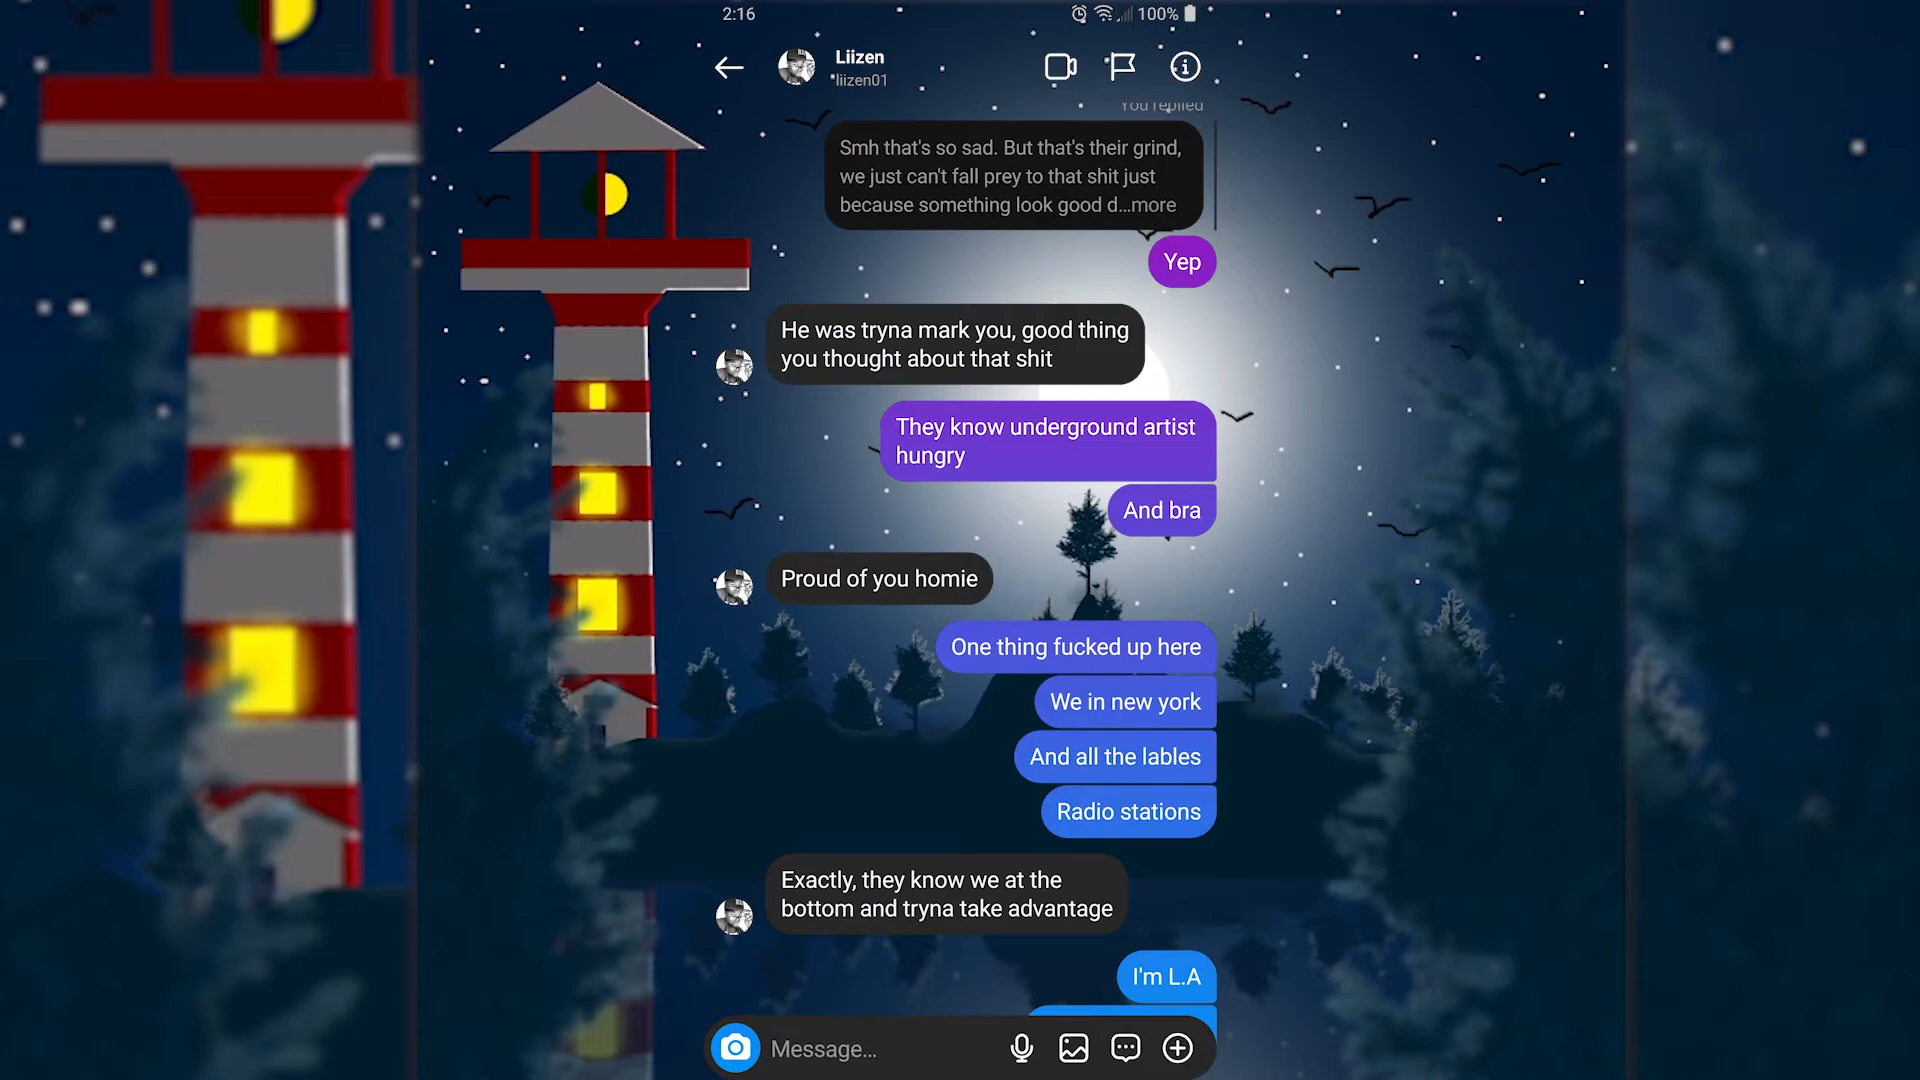 2:16
100%
Liizen
liizen01
You replied
Smh that's so sad. But that's their grind,
we just can't fall prey to that shit just
because something look good d...more
Yep
He was tryna mark you, good thing
you thought about that shit
They know underground artist
hungry
And bra
Proud of you homie
One thing fucked up here
We in new york
And all the lables
Radio stations
Exactly, they know we at the
bottom and tryna take advantage
I'm L.A
Message...